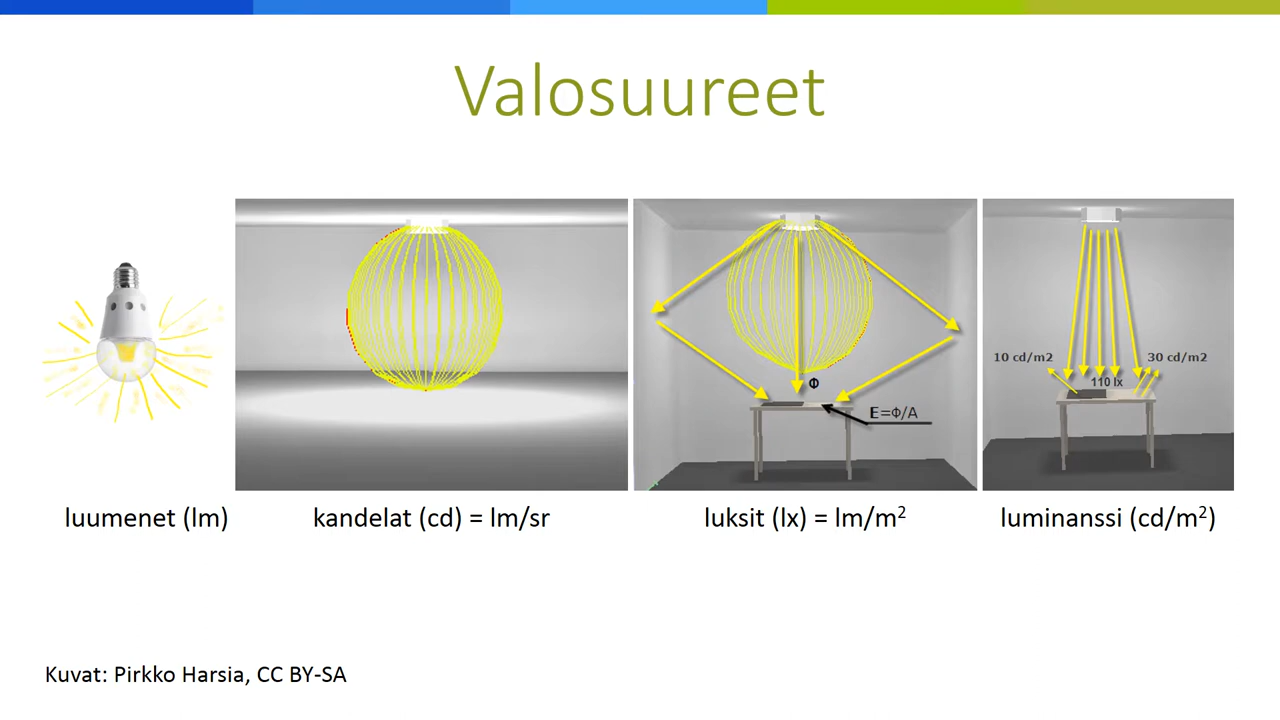 Valosuureet
10 cd/m2
30 cd/m2
110 lx
Φ
E=Φ/A
luumenet (lm)
kandelat (cd) = lm/sr
luksit (lx) = lm/m²
luminanssi (cd/m²)
Kuvat: Pirkko Harsia, CC BY-SA